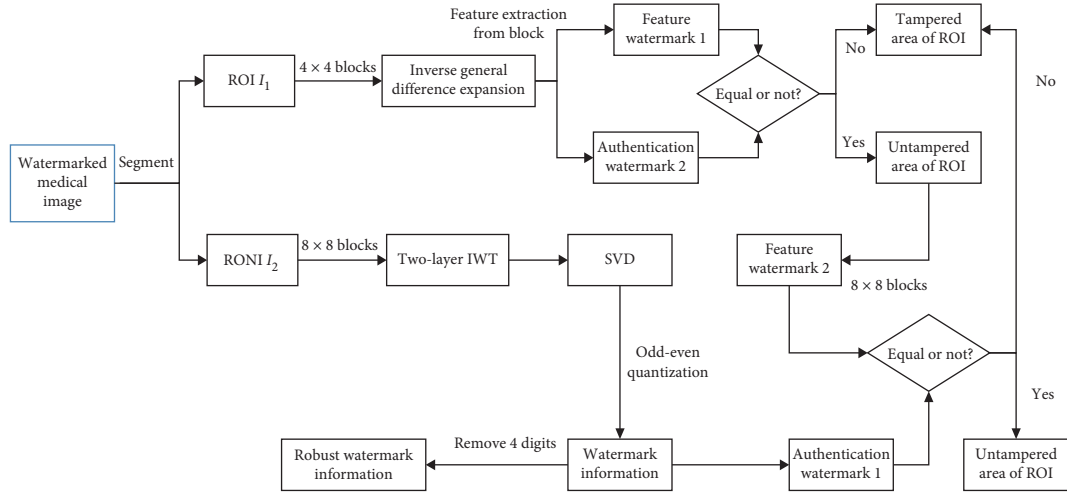 Feature extraction
from block
Feature
watermark 1
Tampered
area of ROI
No
No
ROI I1
4 × 4 blocks
Inverse general
difference expansion
Equal or not?
Watermarked
medical
image
Segment
Authentication
watermark 2
Yes
Untampered
area of ROI
RONI I2
8 × 8 blocks
Two-layer IWT
SVD
Feature
watermark 2
8 × 8 blocks
Odd-even
quantization
Equal or not?
Yes
Robust watermark
information
Remove 4 digits
Watermark
information
Authentication
watermark 1
Untampered
area of ROI